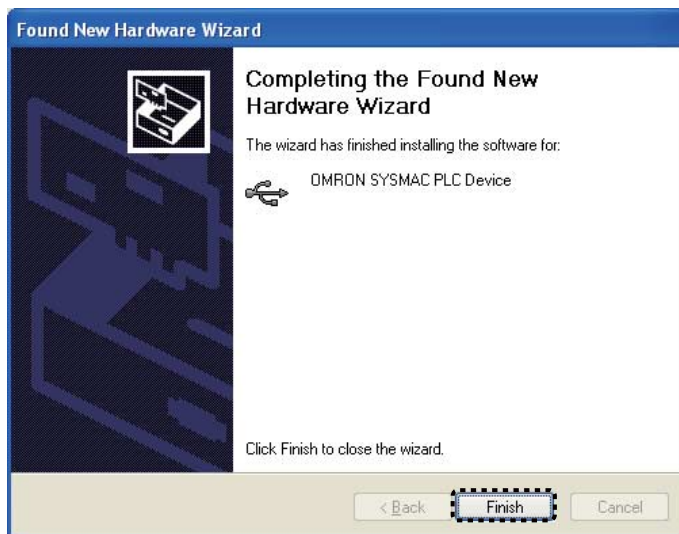 Found New Hardware Wizard
Completing the Found New
Hardware Wizard
The wizard has finished installing the software for:
OMRON SYSMAC PLC Device
Click Finish to close the wizard.
< Back Finish Cancel